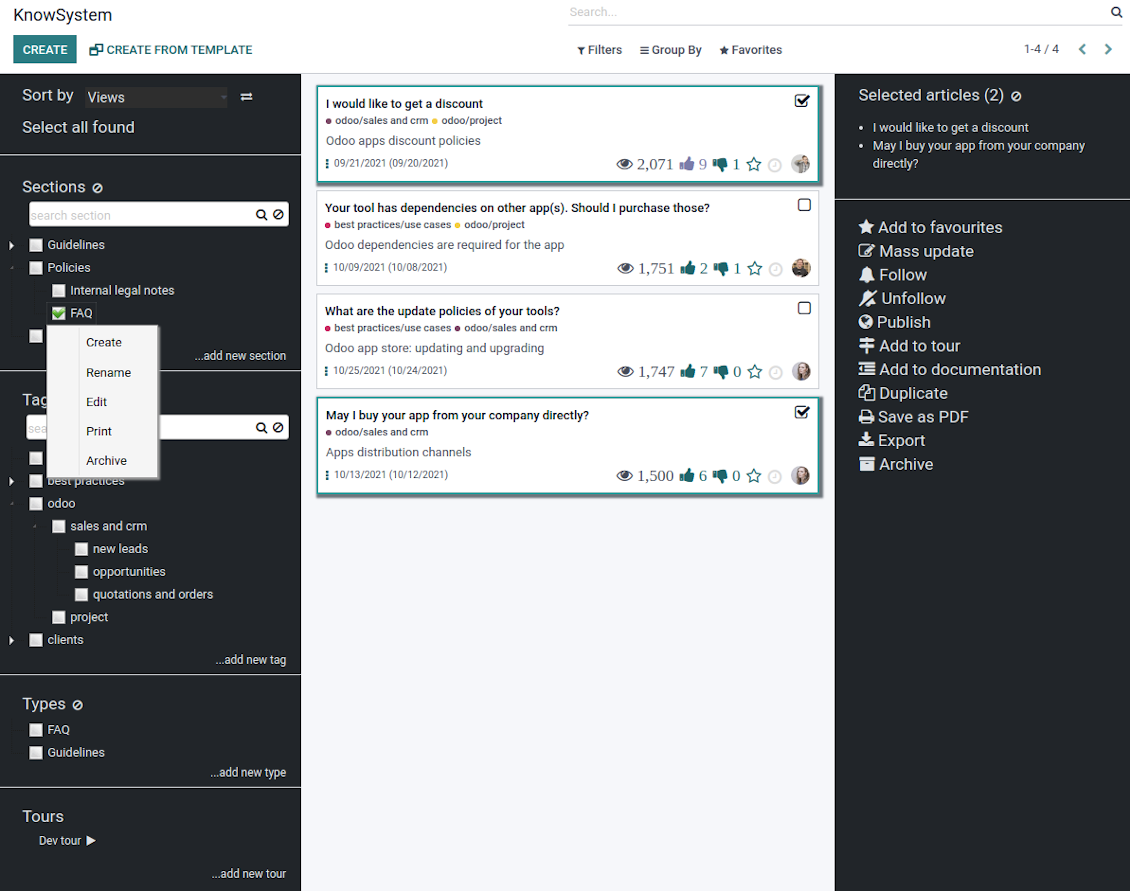 KnowSystem
Search...
CREATE
CREATE FROM TEMPLATE
Filters
Group By
Favorites
1-4 / 4
Sort by
Views
Select all found
Sections
search section
Guidelines
Policies
Internal legal notes
FAQ
Create
Rename
Edit
Print
Archive
...add new section
best practices
odoo
sales and crm
new leads
opportunities
quotations and orders
project
clients
...add new tag
Types
FAQ
Guidelines
...add new type
Tours
Dev tour
...add new tour
I would like to get a discount
odoo/sales and crm odoo/project
Odoo apps discount policies
09/21/2021 (09/20/2021)
2,071 9 1
Your tool has dependencies on other app(s). Should I purchase those?
best practices/use cases odoo/project
Odoo dependencies are required for the app
10/09/2021 (10/08/2021)
1,751 2 1
What are the update policies of your tools?
best practices/use cases odoo/sales and crm
Odoo app store: updating and upgrading
10/25/2021 (10/24/2021)
1,747 7 0
May I buy your app from your company directly?
odoo/sales and crm
Apps distribution channels
10/13/2021 (10/12/2021)
1,500 6 0
Selected articles (2)
I would like to get a discount
May I buy your app from your company
directly?
Add to favourites
Mass update
Follow
Unfollow
Publish
Add to tour
Add to documentation
Duplicate
Save as PDF
Export
Archive